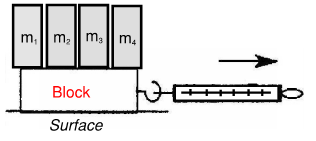 m₁ m₂ m₃ m₄
Block
Surface